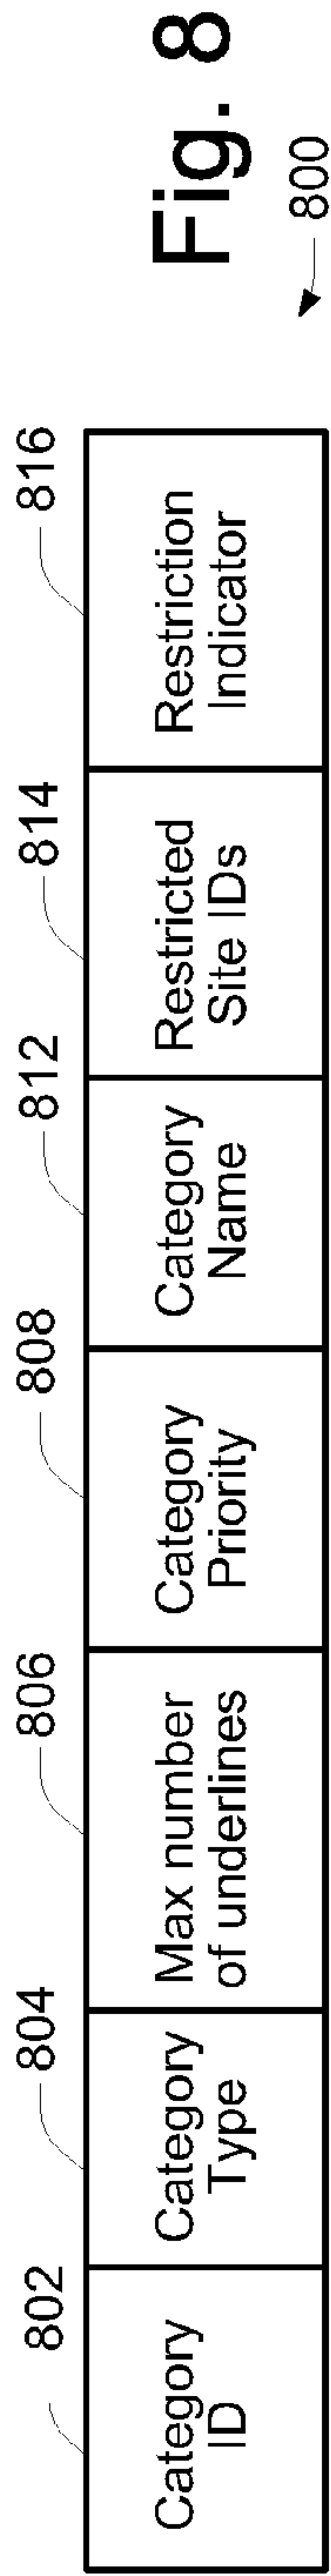 802
804
806
808
812
814
816
Category
ID
Category
Type
Max number
of underlines
Category
Priority
Category
Name
Restricted
Site IDs
Restriction
Indicator
Fig. 8
800